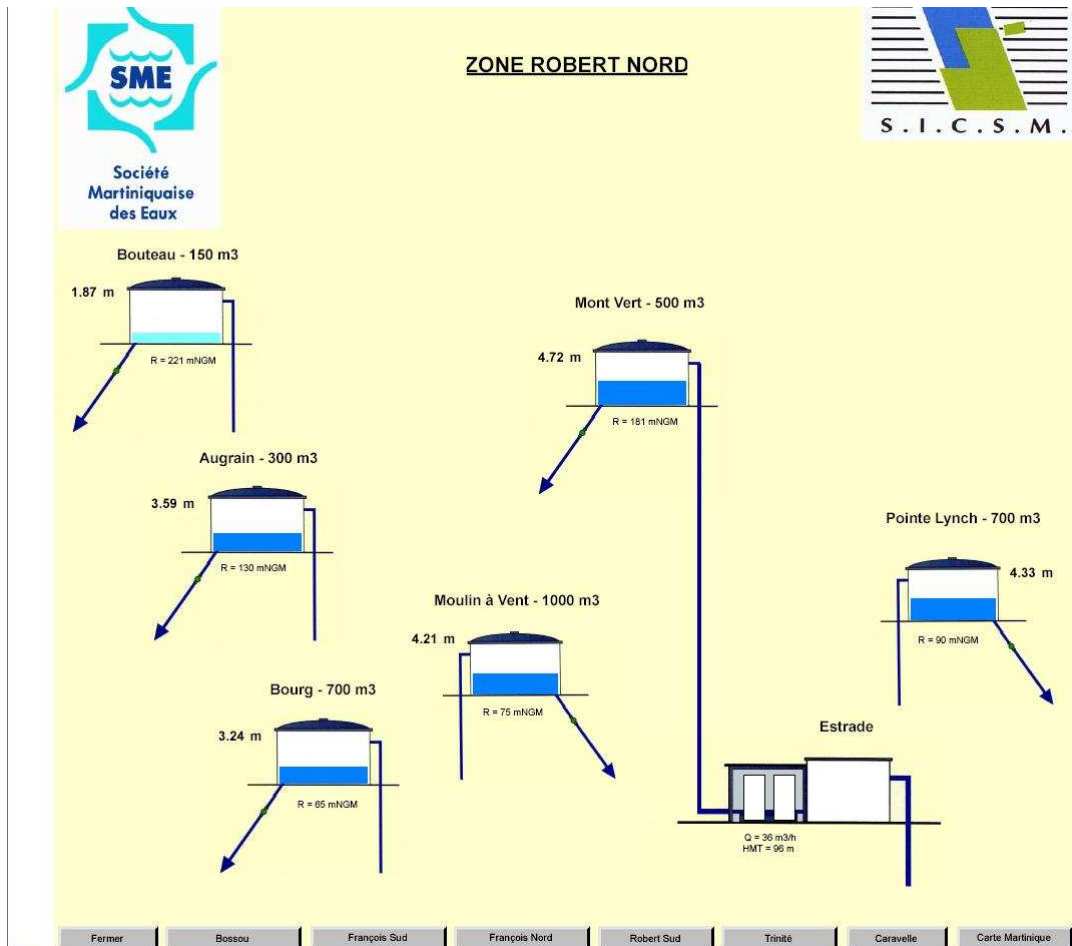 SME
Société
Martiniquaise
des Eaux
ZONE ROBERT NORD
S.I.C.S.M.
Bouteau - 150 m3
1.87 m
R = 221 mNGM
Mont Vert - 500 m3
4.72 m
R = 181 mNGM
Augrain - 300 m3
3.59 m
R = 130 mNGM
Pointe Lynch - 700 m3
4.33 m
R = 90 mNGM
Moulin à Vent - 1000 m3
4.21 m
R = 75 mNGM
Bourg - 700 m3
3.24 m
R = 65 mNGM
Estrade
Q = 36 m3/h
HMT = 96 m
Fermer
Bossou
François Sud
François Nord
Robert Sud
Trinité
Caravelle
Carte Martinique